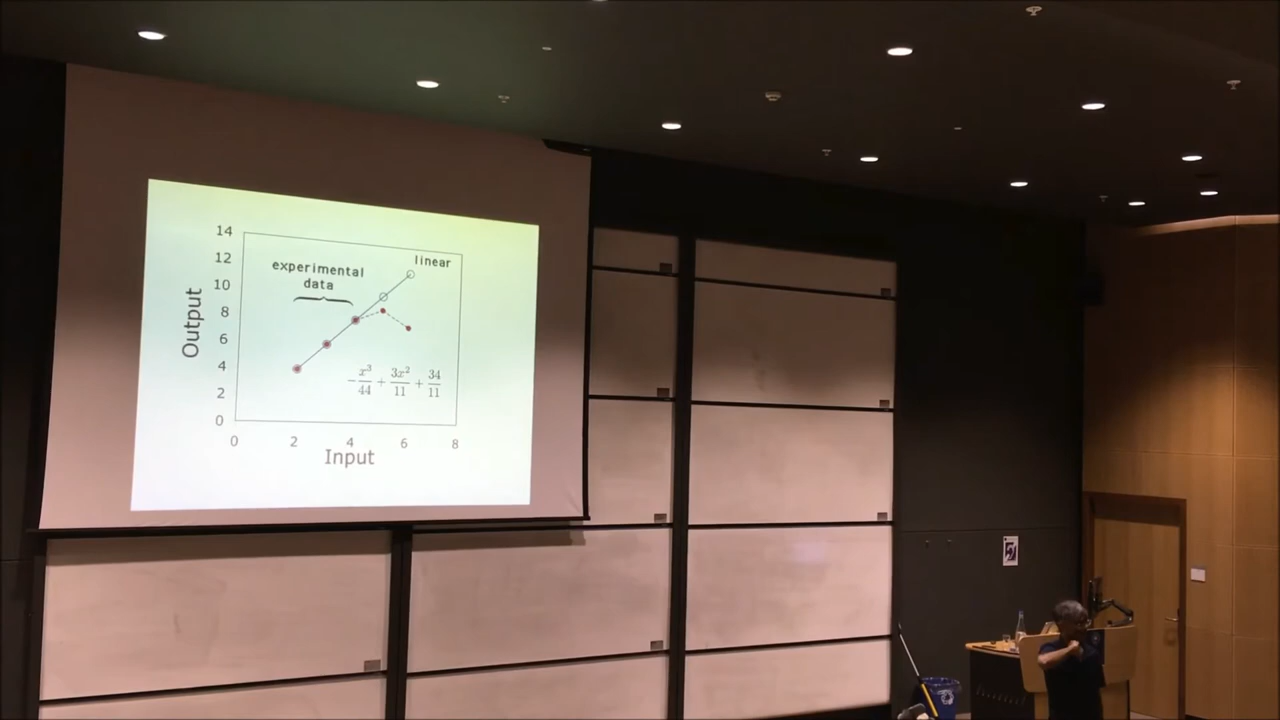 14
12
10
8
6
4
2
0
Output
experimental
data
linear
-x³/44 + 3x²/11 + 34/11
0 2 4 6 8
Input